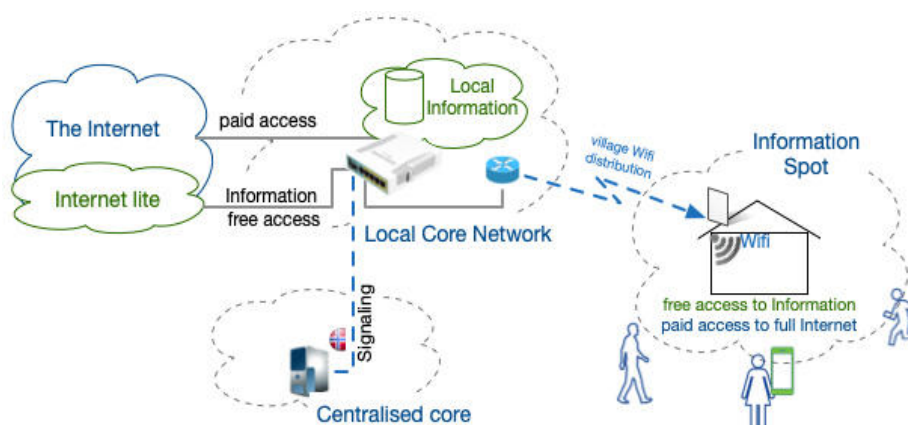 Local
Information
The Internet
paid access
Internet lite
Information
free access
Local Core Network
village Wifi
distribution
Information
Spot
Wifi
free access to Information
paid access to full Internet
Signaling
Centralised core